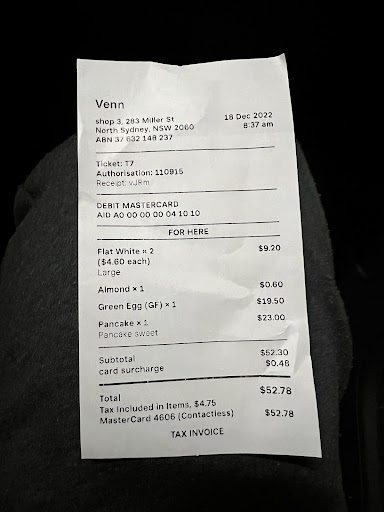 Venn
shop 3, 283 Miller St 18 Dec 2022
North Sydney, NSW 2060 8:37 am
ABN 37 632 148 237
Ticket: T7
Authorisation: 110915
Receipt: vJRm
DEBIT MASTERCARD
AID A0 00 00 00 04 10 10
FOR HERE
Flat White × 2 $9.20
($4.60 each)
Large
Almond × 1 $0.60
Green Egg (GF) × 1 $19.50
Pancake × 1 $23.00
Pancake sweet
Subtotal $52.30
card surcharge $0.48
Total $52.78
Tax Included in Items, $4.75
MasterCard 4606 (Contactless) $52.78
TAX INVOICE